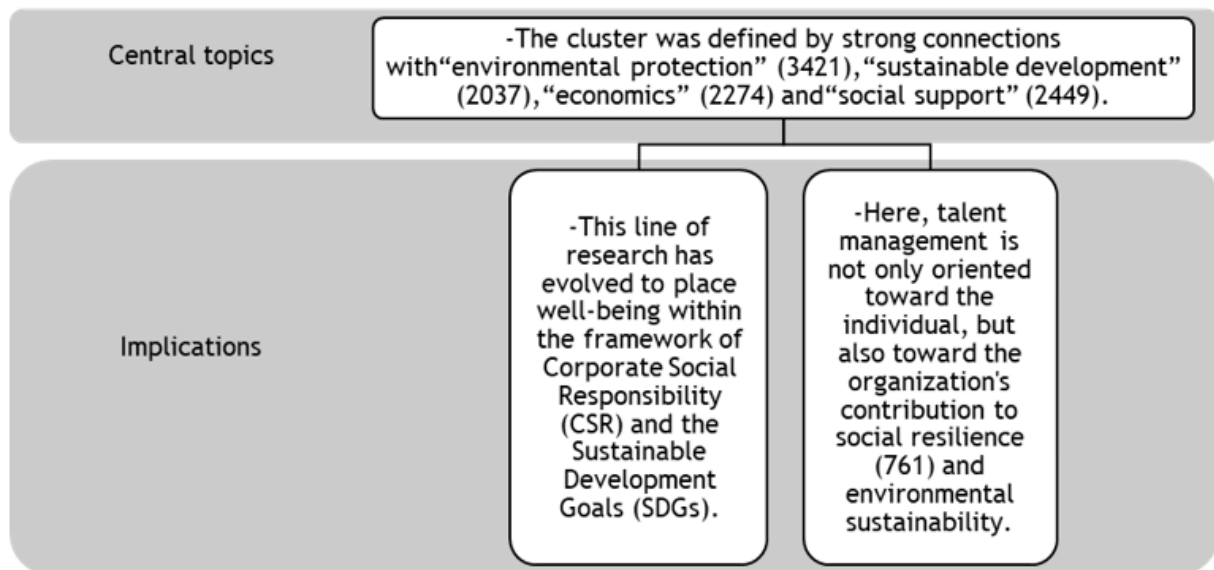 Central topics
-The cluster was defined by strong connections
with“environmental protection” (3421),“sustainable development”
(2037),“economics” (2274) and“social support” (2449).
Implications
-This line of
research has
evolved to place
well-being within
the framework of
Corporate Social
Responsibility
(CSR) and the
Sustainable
Development
Goals (SDGs).
-Here, talent
management is
not only oriented
toward the
individual, but
also toward the
organization's
contribution to
social resilience
(761) and
environmental
sustainability.